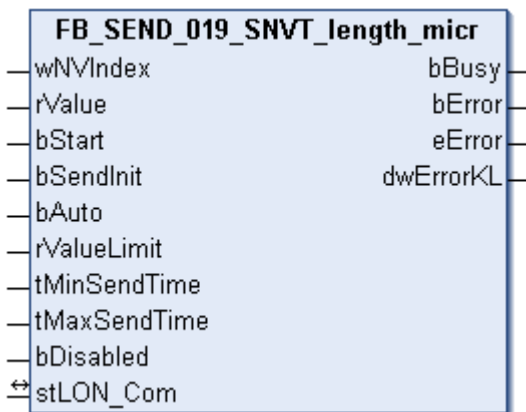 FB_SEND_019_SNVT_length_micr
wNVIndex bBusy
rValue bError
bStart eError
bSendInit dwErrorKL
bAuto
rValueLimit
tMinSendTime
tMaxSendTime
bDisabled
stLON_Com